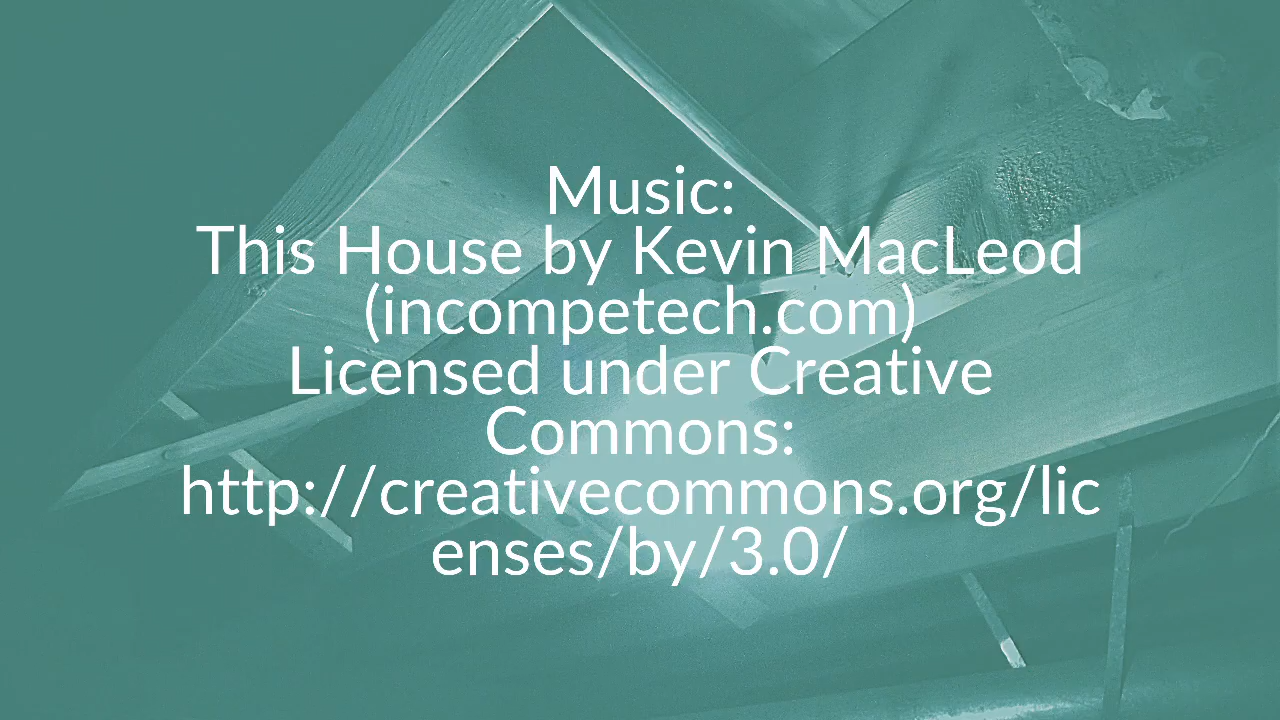 Music:
This House by Kevin MacLeod
(incompetech.com)
Licensed under Creative
Commons:
http://creativecommons.org/lic
enses/by/3.0/